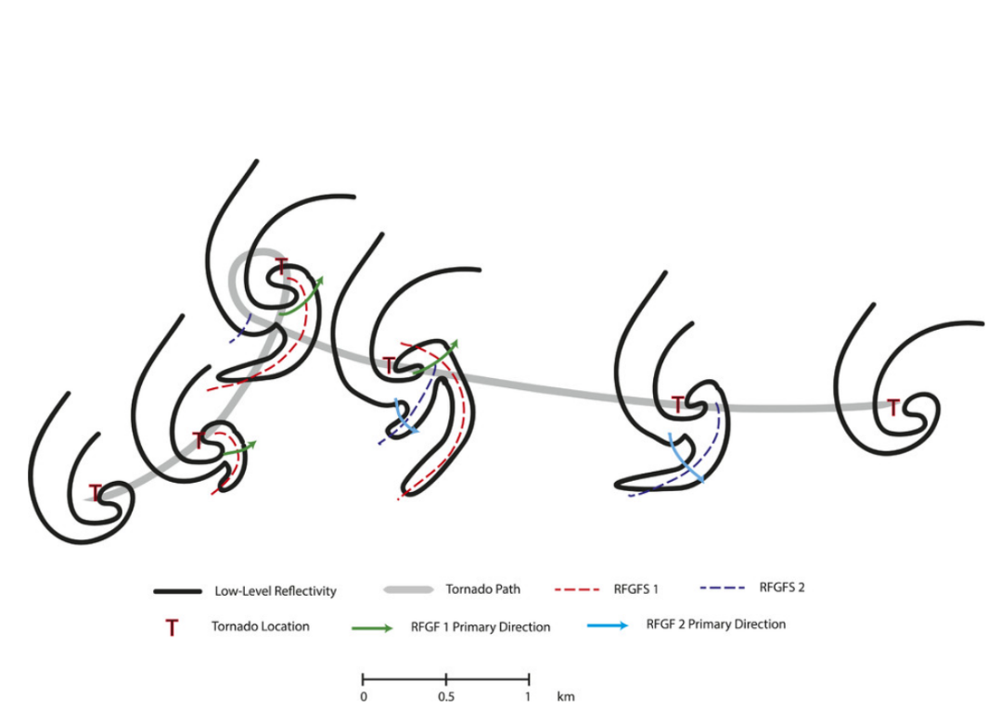 T
T
T
T
T
T
Low-Level Reflectivity
Tornado Path
RFGFS 1
RFGFS 2
T
Tornado Location
RFGF 1 Primary Direction
RFGF 2 Primary Direction
0
0.5
1
km